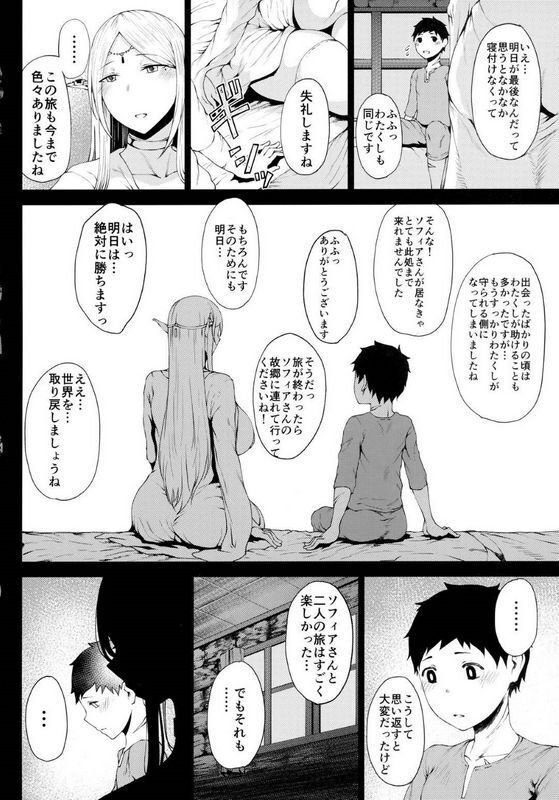 いえ…
明日が最後なんだって
思うとなかなか
寝付けなくって
ふふっ
わたくしも
同じです
失礼しますね
ギシッ
……
この旅も今まで
色々ありましたね
出会ったばかりの頃は
わたくしが助けることも
多かったですが…
もうすっかりわたくしが
守られる側に
なってしまいましたね
そんな!
ソフィアさんが居なきゃ
とても此処まで
来れませんでした
ふふっ
ありがとうございます
そうだっ
旅が終わったら
ソフィアさんの
故郷に連れて行って
くださいね!
もちろんです
そのためにも
明日…
はいっ
明日は…
絶対に勝ちますっ
ええ…
世界を…
取り戻しましょうね
……
こうして
思い返すと
大変だったけど
ソフィアさんと
二人の旅はすごく
楽しかった…
でもそれも
……
…